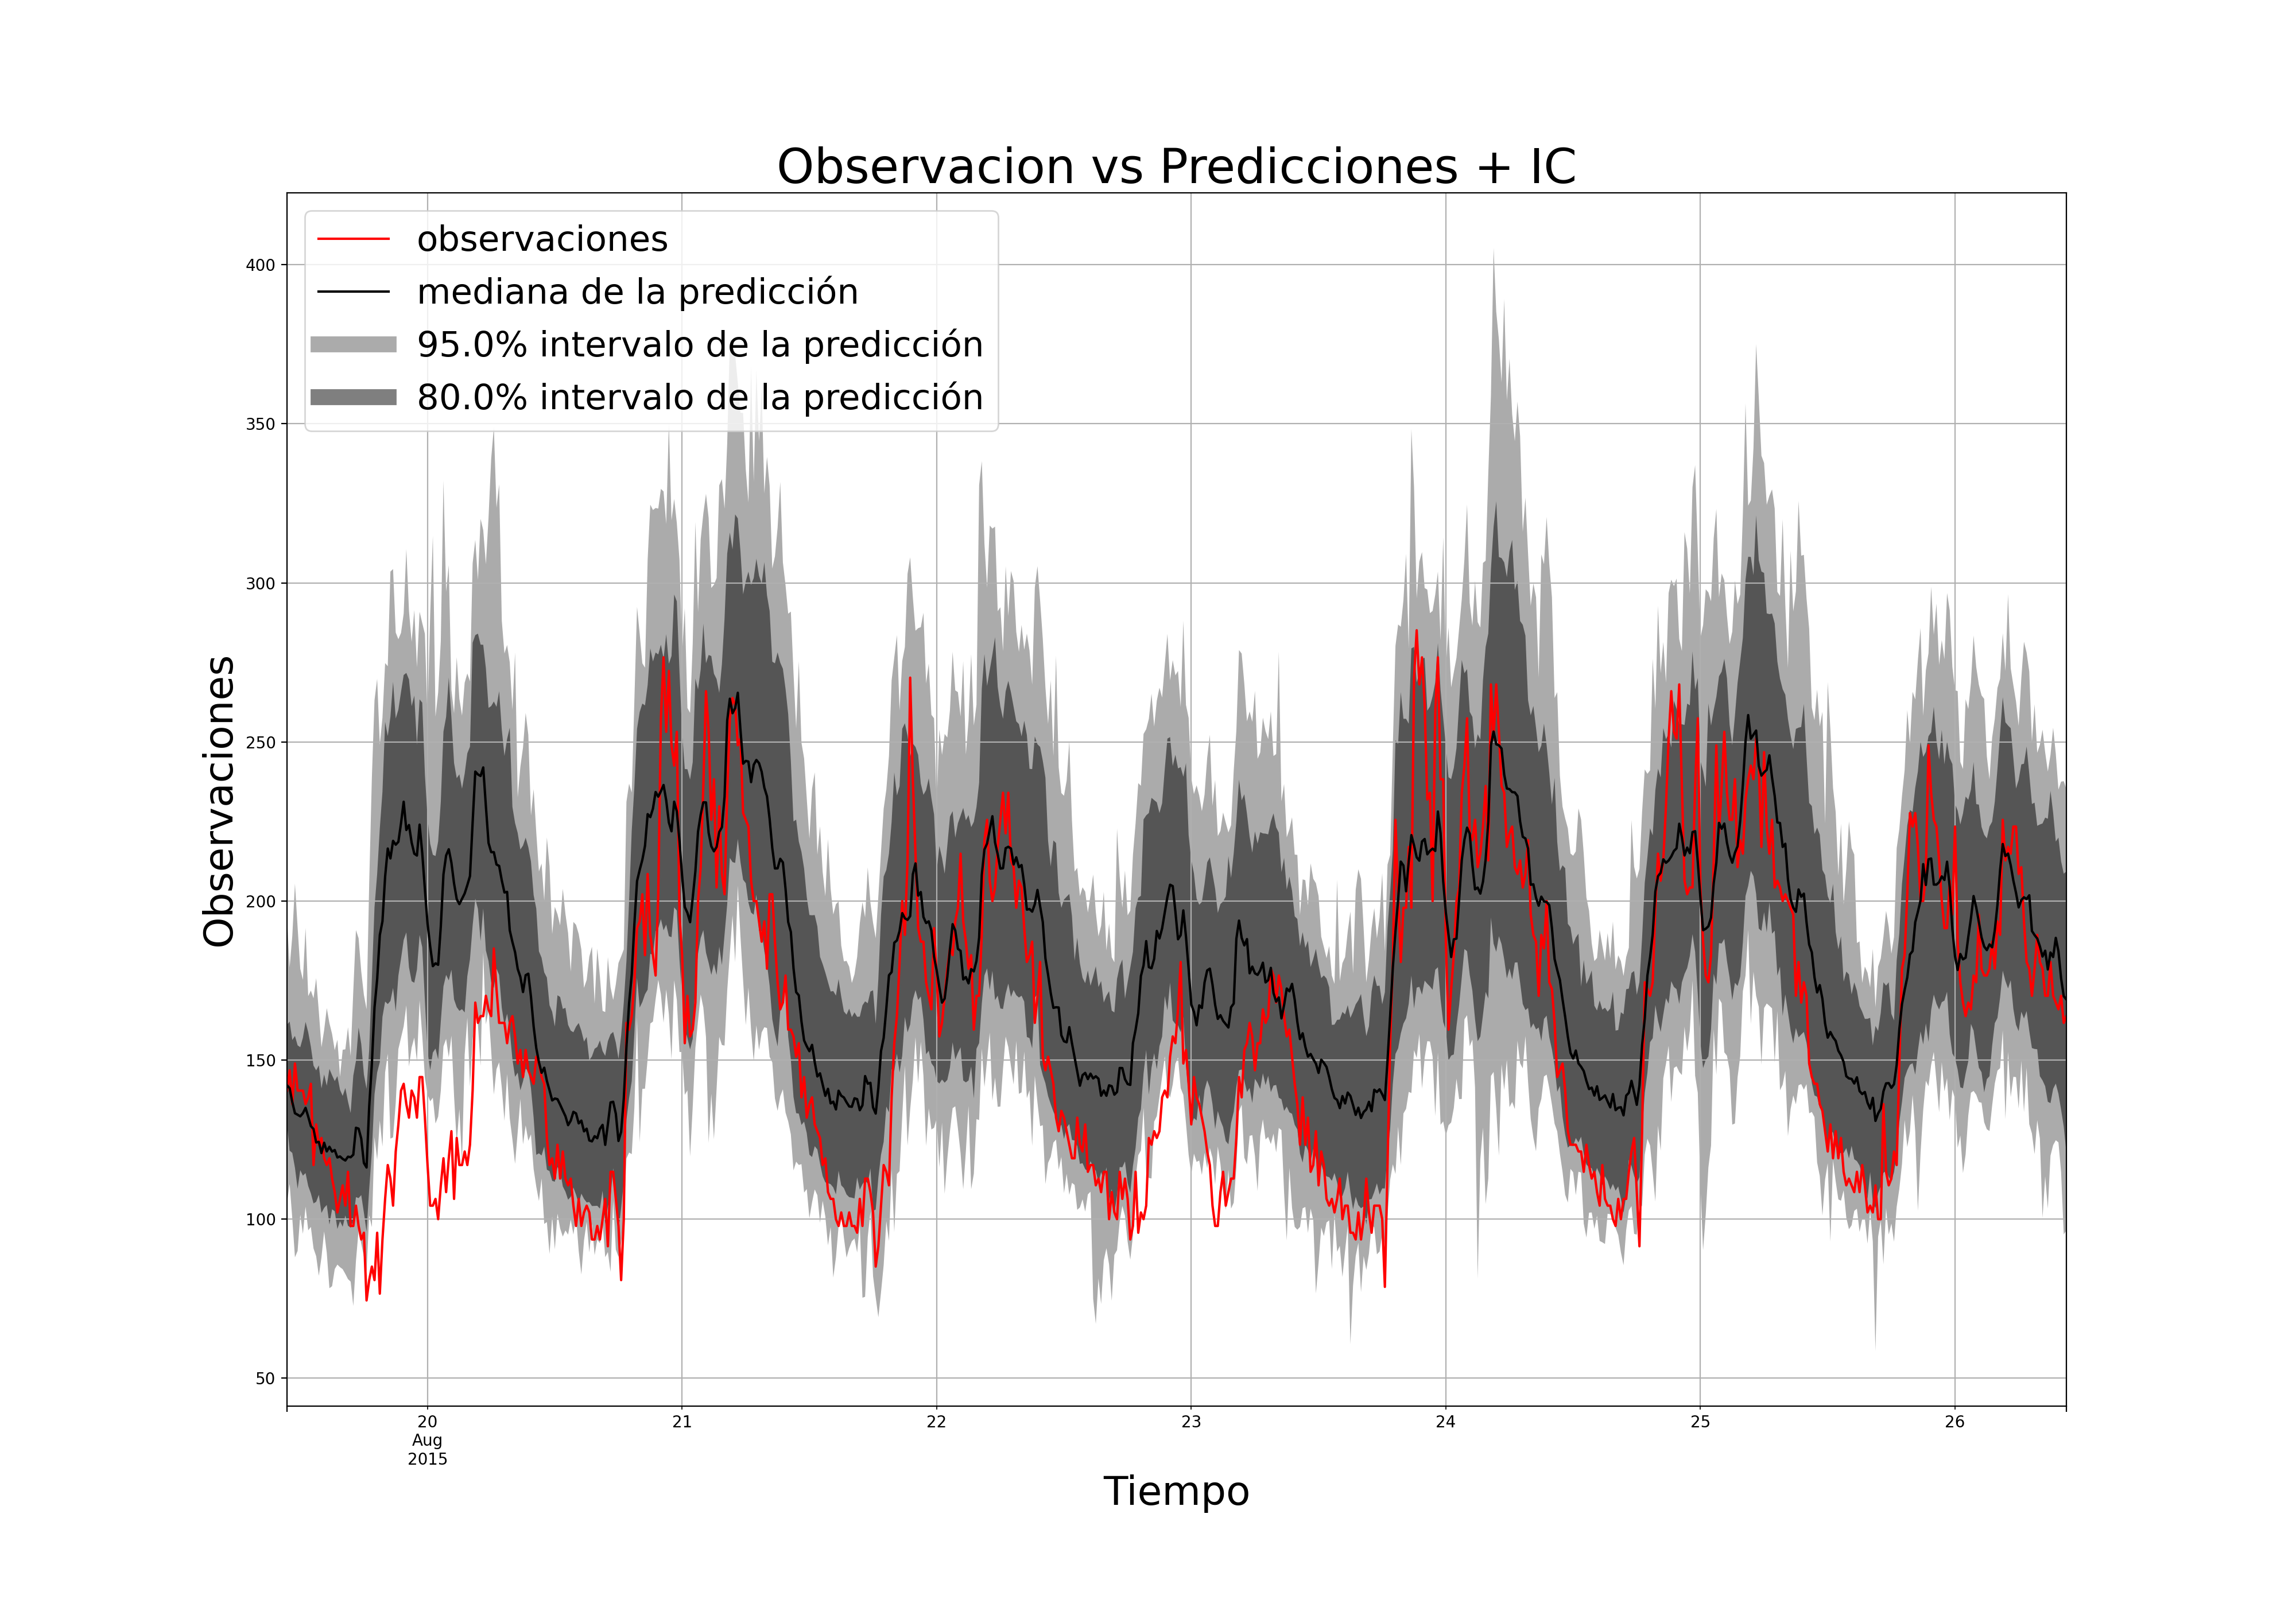 Observacion vs Predicciones + IC
observaciones
mediana de la predicción
95.0% intervalo de la predicción
80.0% intervalo de la predicción
Observaciones
400
350
300
250
200
150
100
50
20
Aug
2015
21
22
23
24
25
26
Tiempo